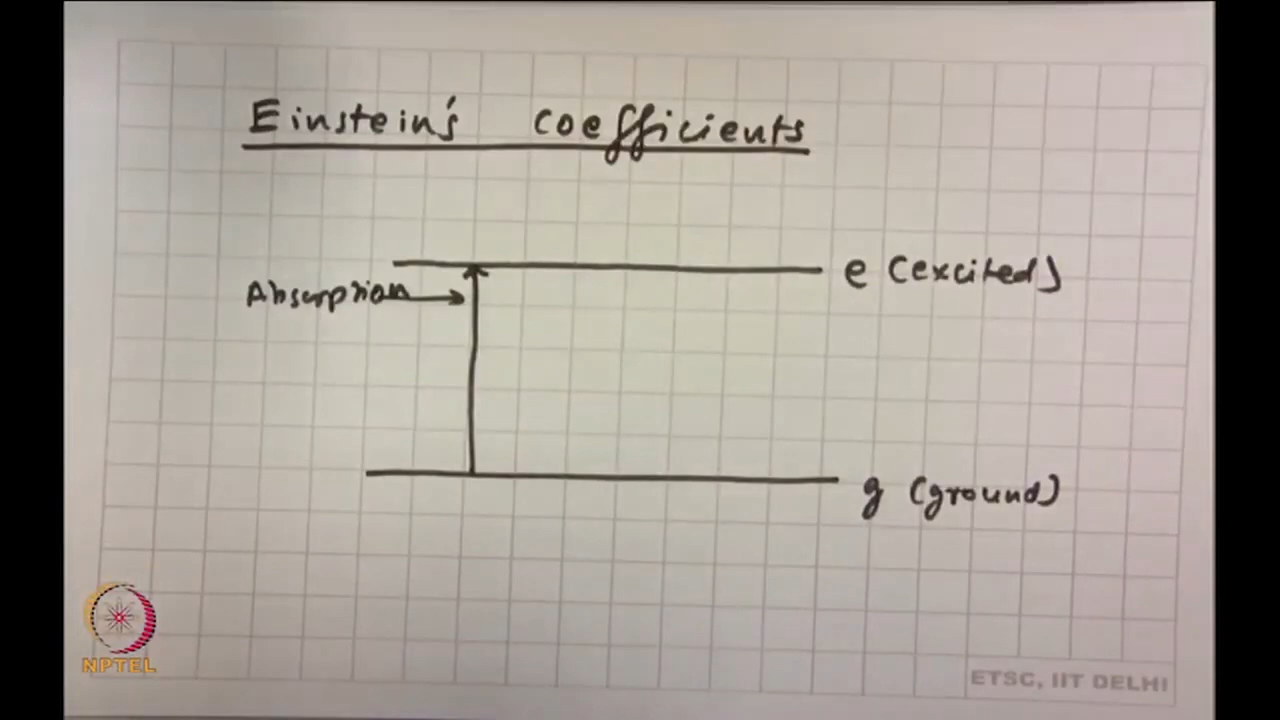 Einstein's coefficients
e (excited)
Absorption
g (ground)
NPTEL
ETSC, IIT DELHI